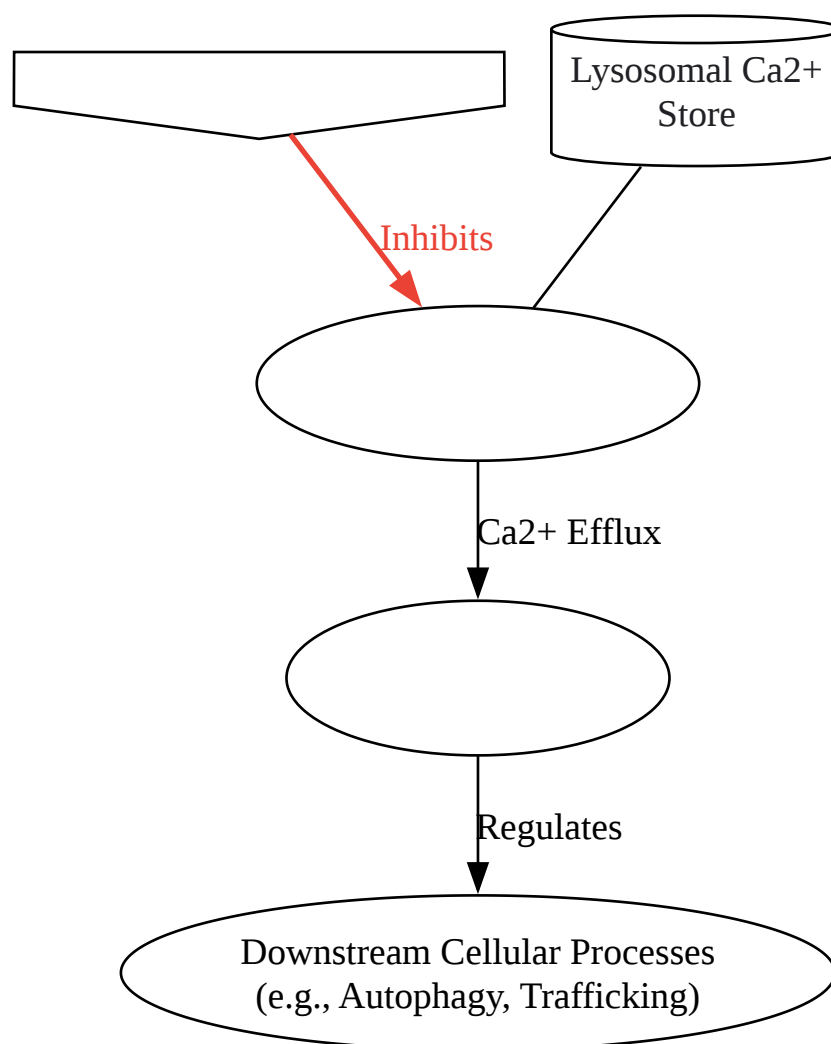 Lysosomal Ca2+
Store
Inhibits
Ca2+ Efflux
Regulates
Downstream Cellular Processes
(e.g., Autophagy, Trafficking)